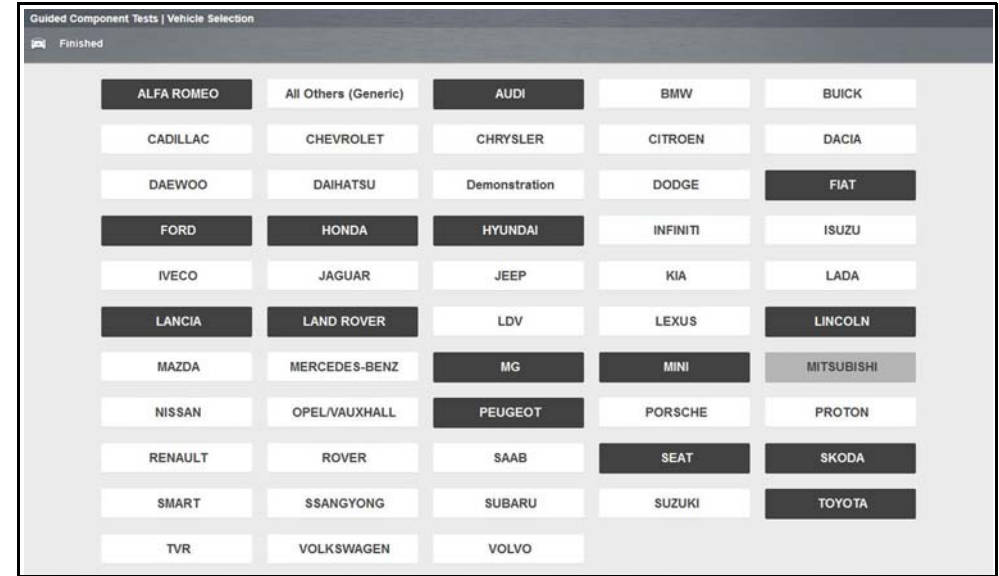 Guided Component Tests | Vehicle Selection
Finished
ALFA ROMEO All Others (Generic) AUDI BMW BUICK
CADILLAC CHEVROLET CHRYSLER CITROEN DACIA
DAEWOO DAIHATSU Demonstration DODGE FIAT
FORD HONDA HYUNDAI INFINITI ISUZU
IVECO JAGUAR JEEP KIA LADA
LANCIA LAND ROVER LDV LEXUS LINCOLN
MAZDA MERCEDES-BENZ MG MINI MITSUBISHI
NISSAN OPEL/VAUXHALL PEUGEOT PORSCHE PROTON
RENAULT ROVER SAAB SEAT SKODA
SMART SSANGYONG SUBARU SUZUKI TOYOTA
TVR VOLKSWAGEN VOLVO